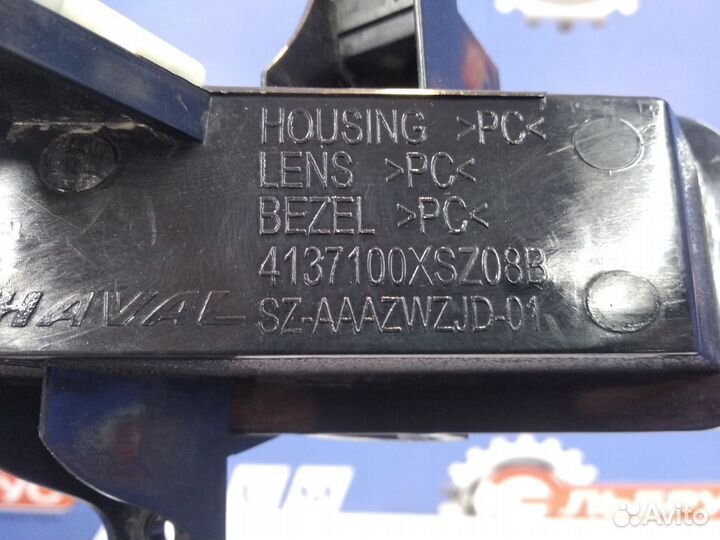 HOUSING >PC<
LENS >PC<
BEZEL >PC<
4137100XSZ08B
HAVAL
SZ-AAAZWZJD-01
Avito